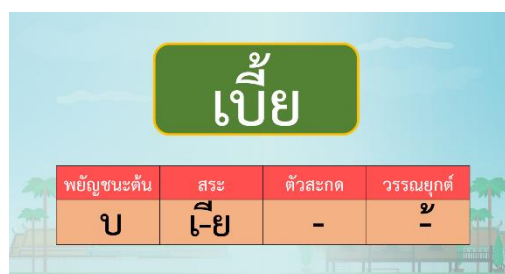 เบี้ย
พยัญชนะต้น สระ ตัวสะกด วรรณยุกต์
บ เ-ีย - -้